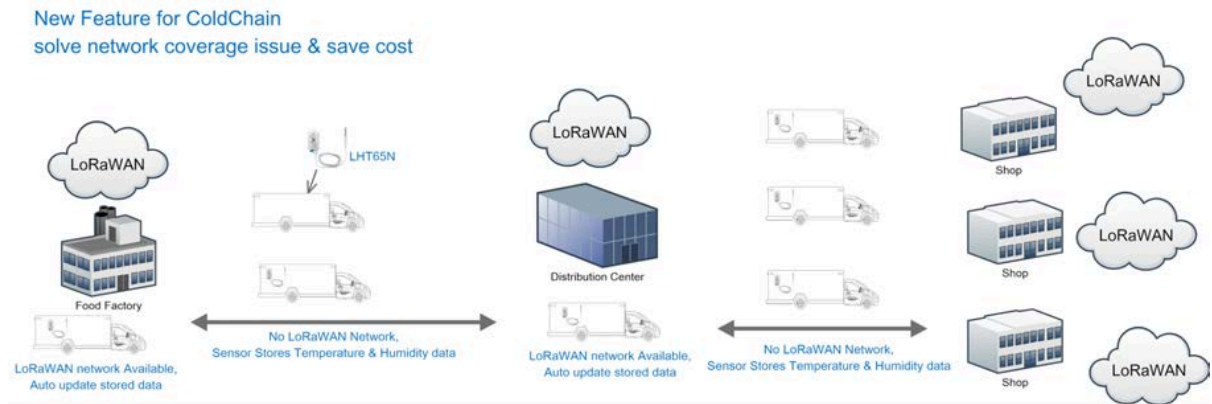 New Feature for ColdChain
solve network coverage issue & save cost
LoRaWAN
Food Factory
LoRaWAN network Available,
Auto update stored data
LHT65N
No LoRaWAN Network,
Sensor Stores Temperature & Humidity data
LoRaWAN
Distribution Center
LoRaWAN network Available,
Auto update stored data
No LoRaWAN Network,
Sensor Stores Temperature & Humidity data
LoRaWAN
Shop
LoRaWAN
Shop
LoRaWAN
Shop